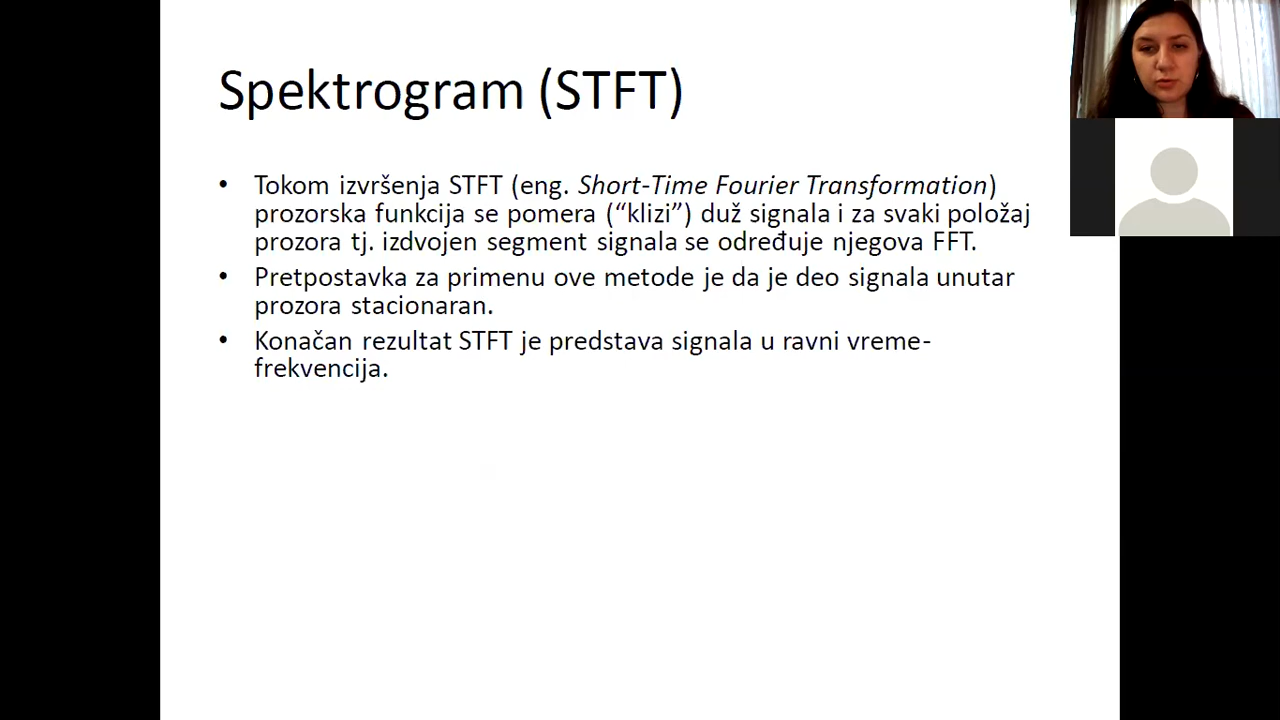 Spektrogram (STFT)
• Tokom izvršenja STFT (eng. Short-Time Fourier Transformation)
prozorska funkcija se pomera (“klizi”) duž signala i za svaki položaj
prozora tj. izdvojen segment signala se određuje njegova FFT.
• Pretpostavka za primenu ove metode je da je deo signala unutar
prozora stacionaran.
• Konačan rezultat STFT je predstava signala u ravni vreme-
frekvencija.